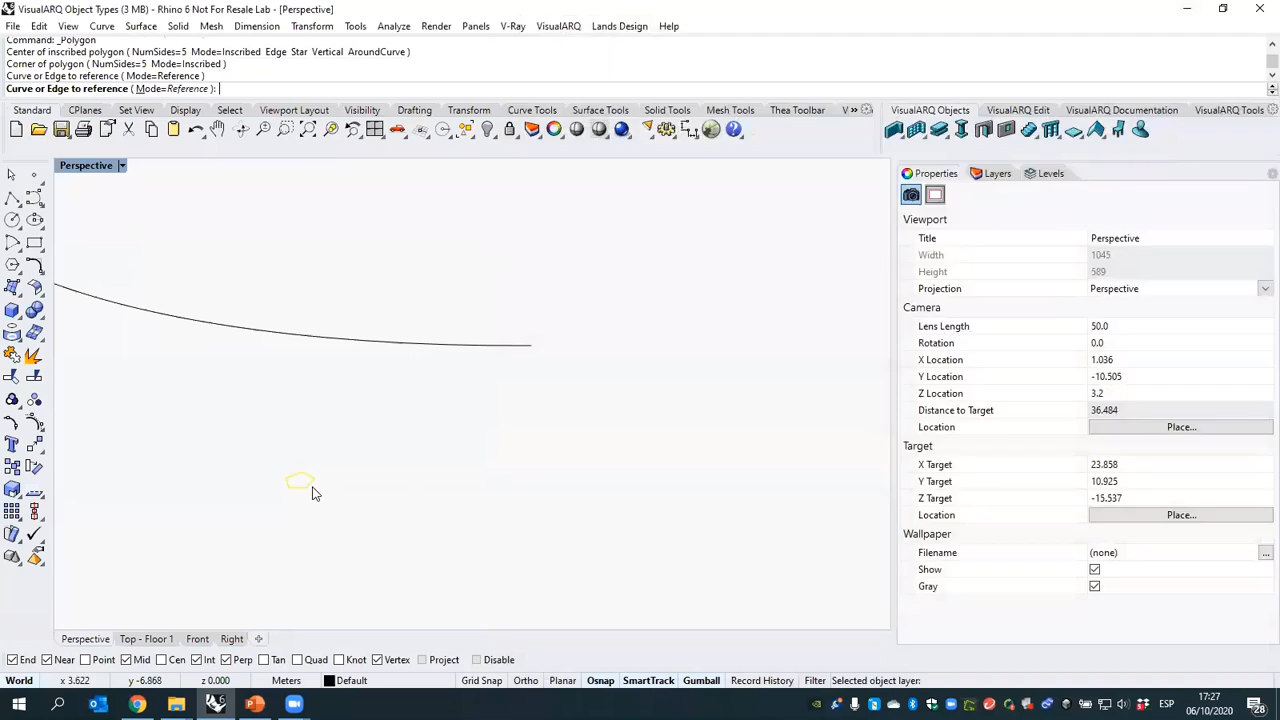 VisualARQ Object Types (3 MB) - Rhino 6 Not For Resale Lab - [Perspective]
File Edit View Curve Surface Solid Mesh Dimension Transform Tools Analyze Render Panels V-Ray VisualARQ Lands Design Help
Command: _Polygon
Center of inscribed polygon ( NumSides=5 Mode=Inscribed Edge Star Vertical AroundCurve )
Corner of polygon ( NumSides=5 Mode=Inscribed )
Curve or Edge to reference ( Mode=Reference )
Curve or Edge to reference ( Mode=Reference ):
Standard CPlanes Set View Display Select Viewport Layout Visibility Drafting Transform Curve Tools Surface Tools Solid Tools Mesh Tools Thea Toolbar »
VisualARQ Objects VisualARQ Edit VisualARQ Documentation VisualARQ Tools
Perspective
Properties Layers Levels
Viewport
Title Perspective
Width 1045
Height 589
Projection Perspective
Camera
Lens Length 50.0
Rotation 0.0
X Location 1.036
Y Location -10.505
Z Location 3.2
Distance to Target 36.484
Location Place...
Target
X Target 23.858
Y Target 10.925
Z Target -15.537
Location Place...
Wallpaper
Filename (none) ...
Show
Gray
Perspective Top - Floor 1 Front Right
End Near Point Mid Cen Int Perp Tan Quad Knot Vertex Project Disable
World x 3.622 y -6.868 z 0.000 Meters Default Grid Snap Ortho Planar Osnap SmartTrack Gumball Record History Filter Selected object layer:
ESP 17:27
06/10/2020 28